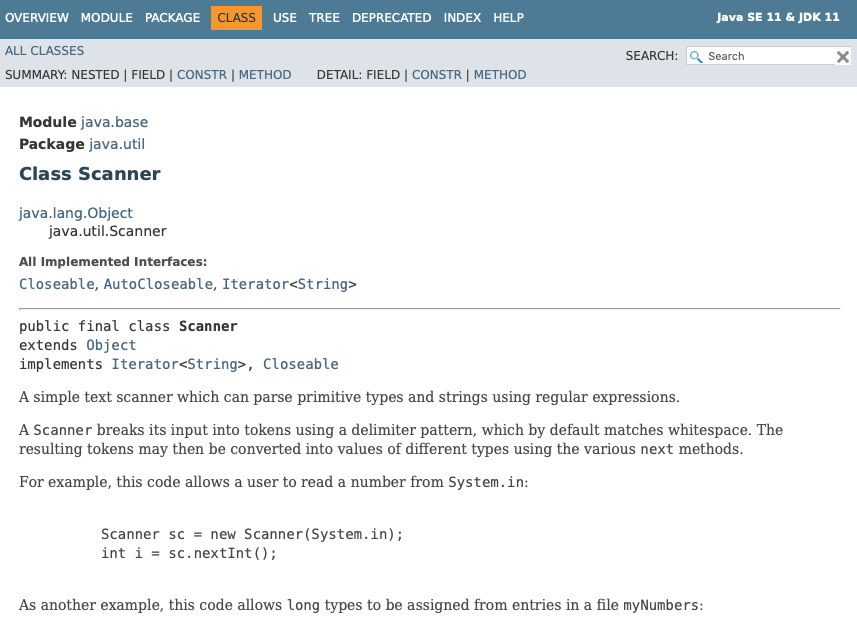 OVERVIEW MODULE PACKAGE CLASS USE TREE DEPRECATED INDEX HELP Java SE 11 & JDK 11
ALL CLASSES
SEARCH: Search
SUMMARY: NESTED | FIELD | CONSTR | METHOD DETAIL: FIELD | CONSTR | METHOD
Module java.base
Package java.util
Class Scanner
java.lang.Object
java.util.Scanner
All Implemented Interfaces:
Closeable, AutoCloseable, Iterator<String>
public final class Scanner
extends Object
implements Iterator<String>, Closeable
A simple text scanner which can parse primitive types and strings using regular expressions.
A Scanner breaks its input into tokens using a delimiter pattern, which by default matches whitespace. The
resulting tokens may then be converted into values of different types using the various next methods.
For example, this code allows a user to read a number from System.in:
Scanner sc = new Scanner(System.in);
int i = sc.nextInt();
As another example, this code allows long types to be assigned from entries in a file myNumbers: